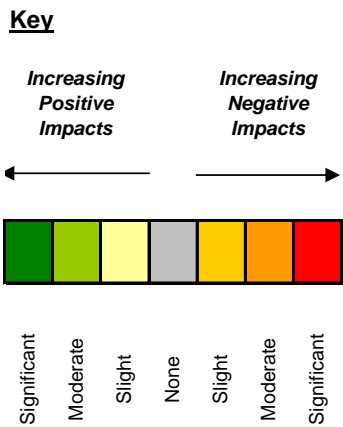 Key
Increasing
Positive
Impacts
Increasing
Negative
Impacts
Significant
Moderate
Slight
None
Slight
Moderate
Significant